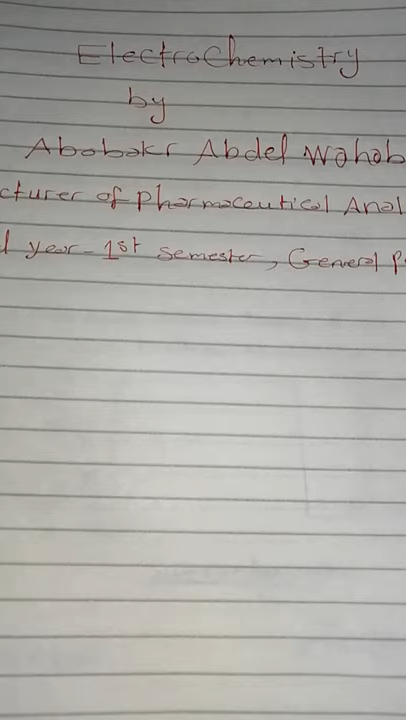 ElectroChemistry
by
Abobakr Abdel Wahab
cturer of pharmaceutical Anal
year-1st semester, General P